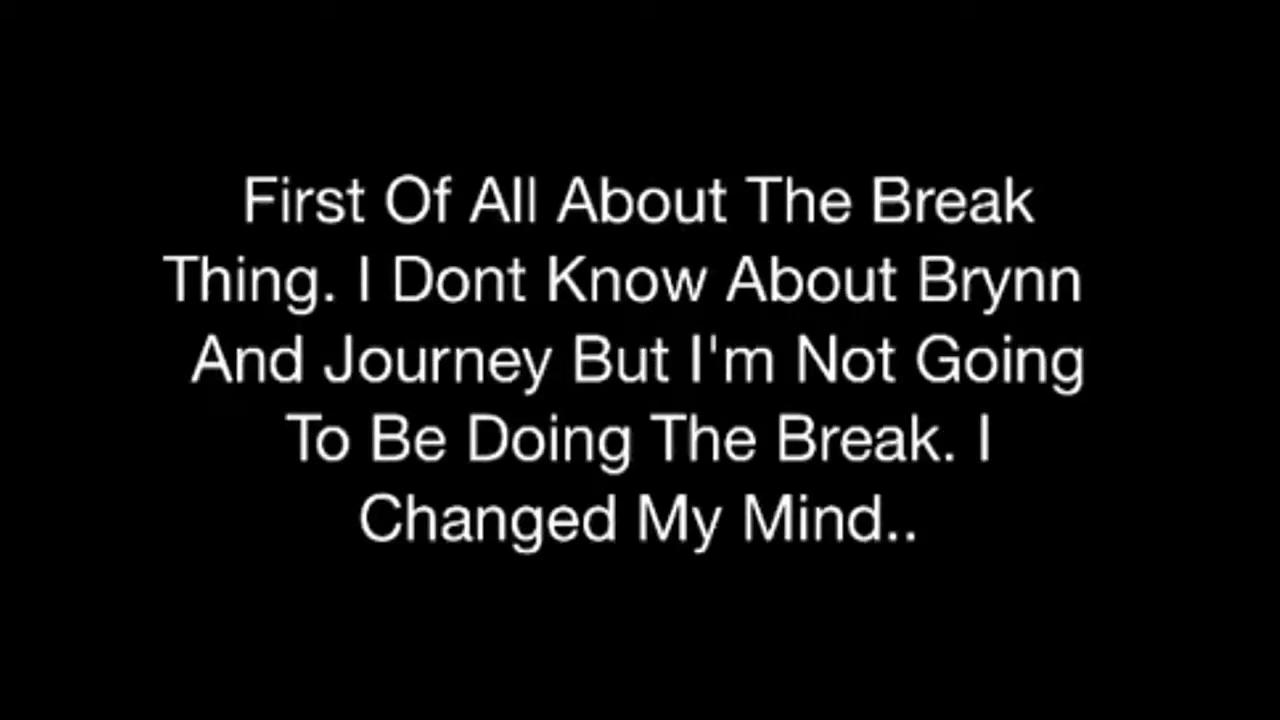 First Of All About The Break
Thing. I Dont Know About Brynn
And Journey But I'm Not Going
To Be Doing The Break. I
Changed My Mind..